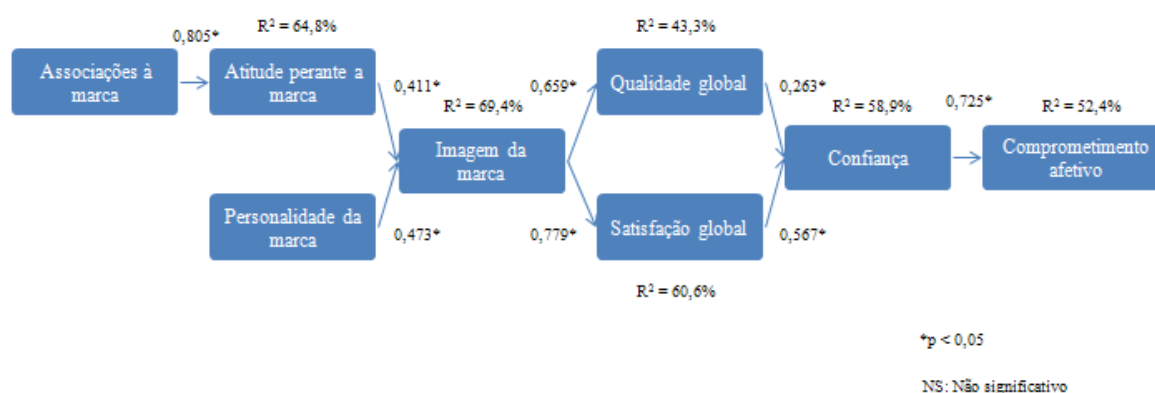 R² = 64,8%
R² = 43,3%
0,805*
Associações à
marca
Atitude perante a
marca
Qualidade global
0,411*
0,659*
0,263*
R² = 69,4%
R² = 58,9%
0,725*
R² = 52,4%
Imagem da
marca
Confiança
Comprometimento
afetivo
Personalidade da
marca
Satisfação global
0,473*
0,779*
0,567*
R² = 60,6%
*p < 0,05
NS: Não significativo